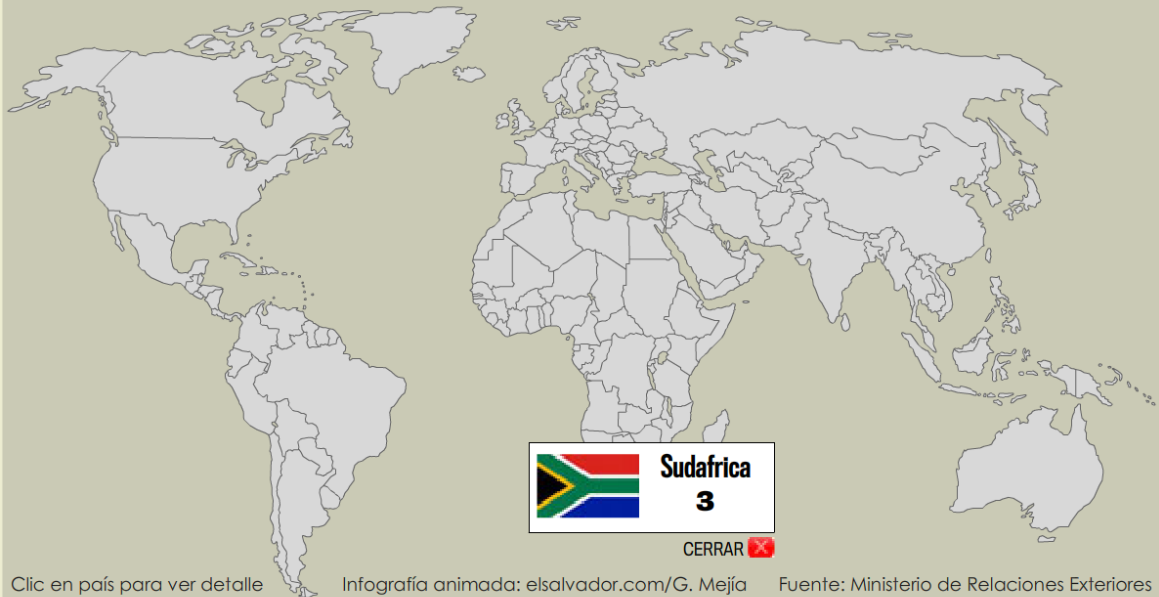 Sudafrica
3
CERRAR
Clic en país para ver detalle
Infografía animada: elsalvador.com/G. Mejía
Fuente: Ministerio de Relaciones Exteriores